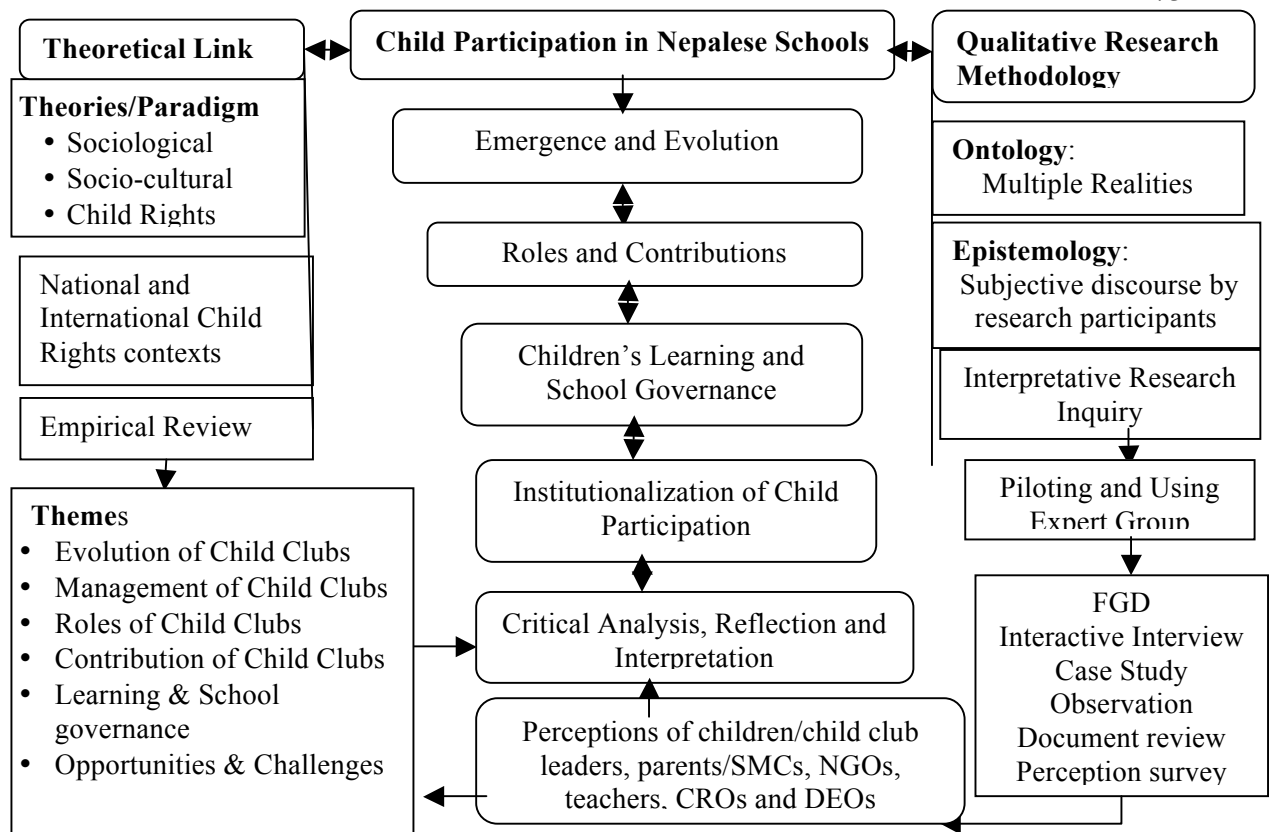 Theoretical Link
Theories/Paradigm
• Sociological
• Socio-cultural
• Child Rights
National and
International Child
Rights contexts
Empirical Review
Themes
• Evolution of Child Clubs
• Management of Child Clubs
• Roles of Child Clubs
• Contribution of Child Clubs
• Learning & School
governance
• Opportunities & Challenges
Child Participation in Nepalese Schools
Emergence and Evolution
Roles and Contributions
Children’s Learning and
School Governance
Institutionalization of Child
Participation
Critical Analysis, Reflection and
Interpretation
Perceptions of children/child club
leaders, parents/SMCs, NGOs,
teachers, CROs and DEOs
Qualitative Research
Methodology
Ontology:
Multiple Realities
Epistemology:
Subjective discourse by
research participants
Interpretative Research
Inquiry
Piloting and Using
Expert Group
FGD
Interactive Interview
Case Study
Observation
Document review
Perception survey